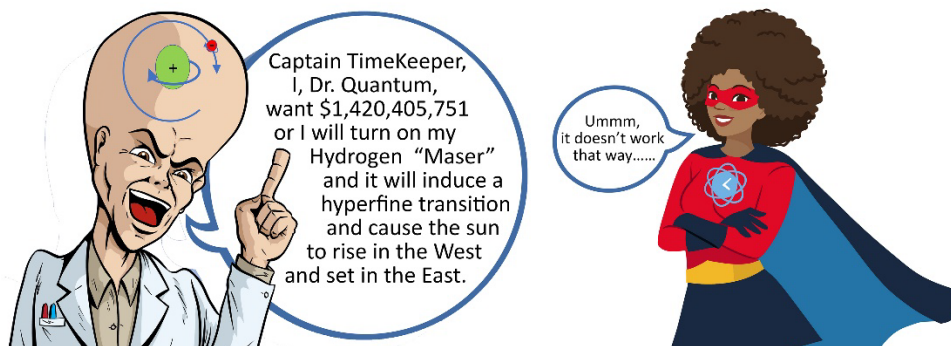 Captain TimeKeeper,
I, Dr. Quantum,
want $1,420,405,751
or I will turn on my
Hydrogen “Maser”
and it will induce a
hyperfine transition
and cause the sun
to rise in the West
and set in the East.
+
-
Ummm,
it doesn’t work
that way......